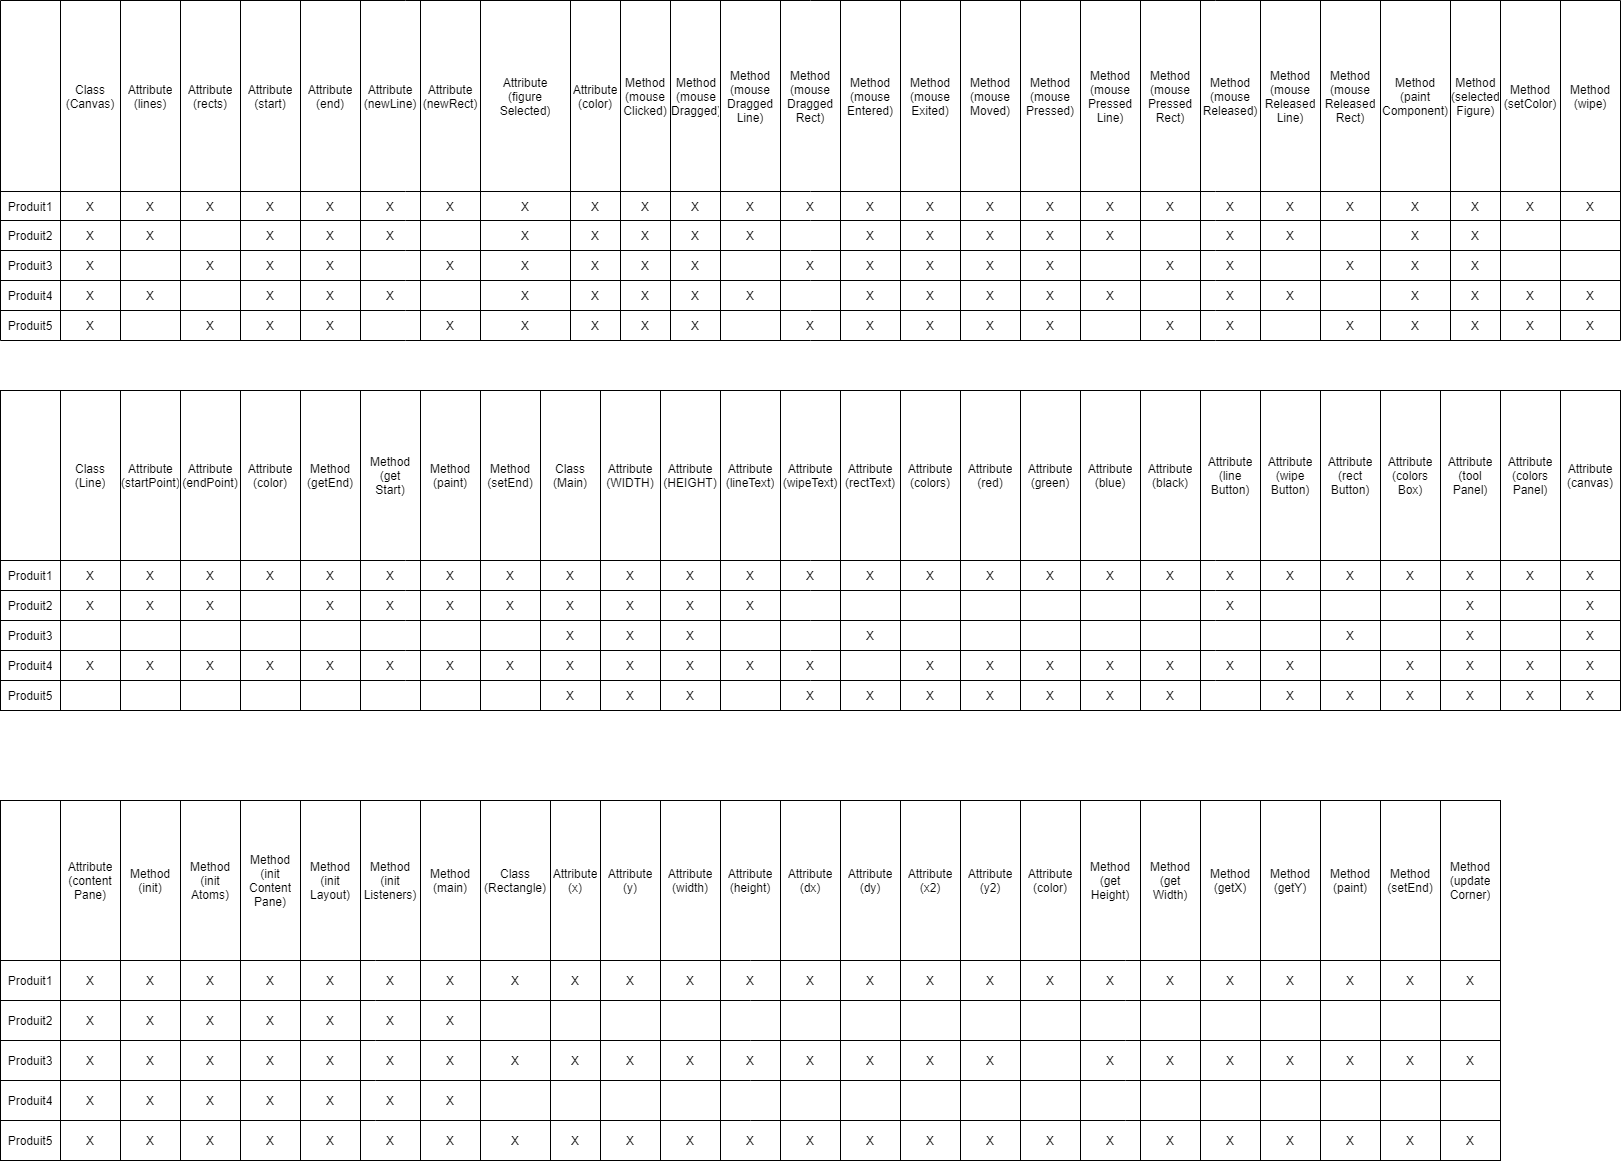 Class (Canvas) Attribute (lines) Attribute (rects) Attribute (start) Attribute (end) Attribute (newLine) Attribute (newRect) Attribute (figure Selected) Attribute (color) Method (mouse Clicked) Method (mouse Dragged) Method (mouse Dragged Line) Method (mouse Dragged Rect) Method (mouse Entered) Method (mouse Exited) Method (mouse Moved) Method (mouse Pressed) Method (mouse Pressed Line) Method (mouse Pressed Rect) Method (mouse Released) Method (mouse Released Line) Method (mouse Released Rect) Method (paint Component) Method (selected Figure) Method (setColor) Method (wipe)
Produit1 X X X X X X X X X X X X X X X X X X X X X X X X X X
Produit2 X X X X X X X X X X X X X X X X X X X
Produit3 X X X X X X X X X X X X X X X X X X X
Produit4 X X X X X X X X X X X X X X X X X X X X X
Produit5 X X X X X X X X X X X X X X X X X X X X X
Class (Line) Attribute (startPoint) Attribute (endPoint) Attribute (color) Method (getEnd) Method (get Start) Method (paint) Method (setEnd) Class (Main) Attribute (WIDTH) Attribute (HEIGHT) Attribute (lineText) Attribute (wipeText) Attribute (rectText) Attribute (colors) Attribute (red) Attribute (green) Attribute (blue) Attribute (black) Attribute (line Button) Attribute (wipe Button) Attribute (rect Button) Attribute (colors Box) Attribute (tool Panel) Attribute (colors Panel) Attribute (canvas)
Produit1 X X X X X X X X X X X X X X X X X X X X X X X X X X
Produit2 X X X X X X X X X X X X X X
Produit3 X X X X X X X
Produit4 X X X X X X X X X X X X X X X X X X X X X X X X
Produit5 X X X X X X X X X X X X X X X X
Attribute (content Pane) Method (init) Method (init Atoms) Method (init Content Pane) Method (init Layout) Method (init Listeners) Method (main) Class (Rectangle) Attribute (x) Attribute (y) Attribute (width) Attribute (height) Attribute (dx) Attribute (dy) Attribute (x2) Attribute (y2) Attribute (color) Method (get Height) Method (get Width) Method (getX) Method (getY) Method (paint) Method (setEnd) Method (update Corner)
Produit1 X X X X X X X X X X X X X X X X X X X X X X X X
Produit2 X X X X X X X
Produit3 X X X X X X X X X X X X X X X X X X X X X X X
Produit4 X X X X X X X
Produit5 X X X X X X X X X X X X X X X X X X X X X X X X